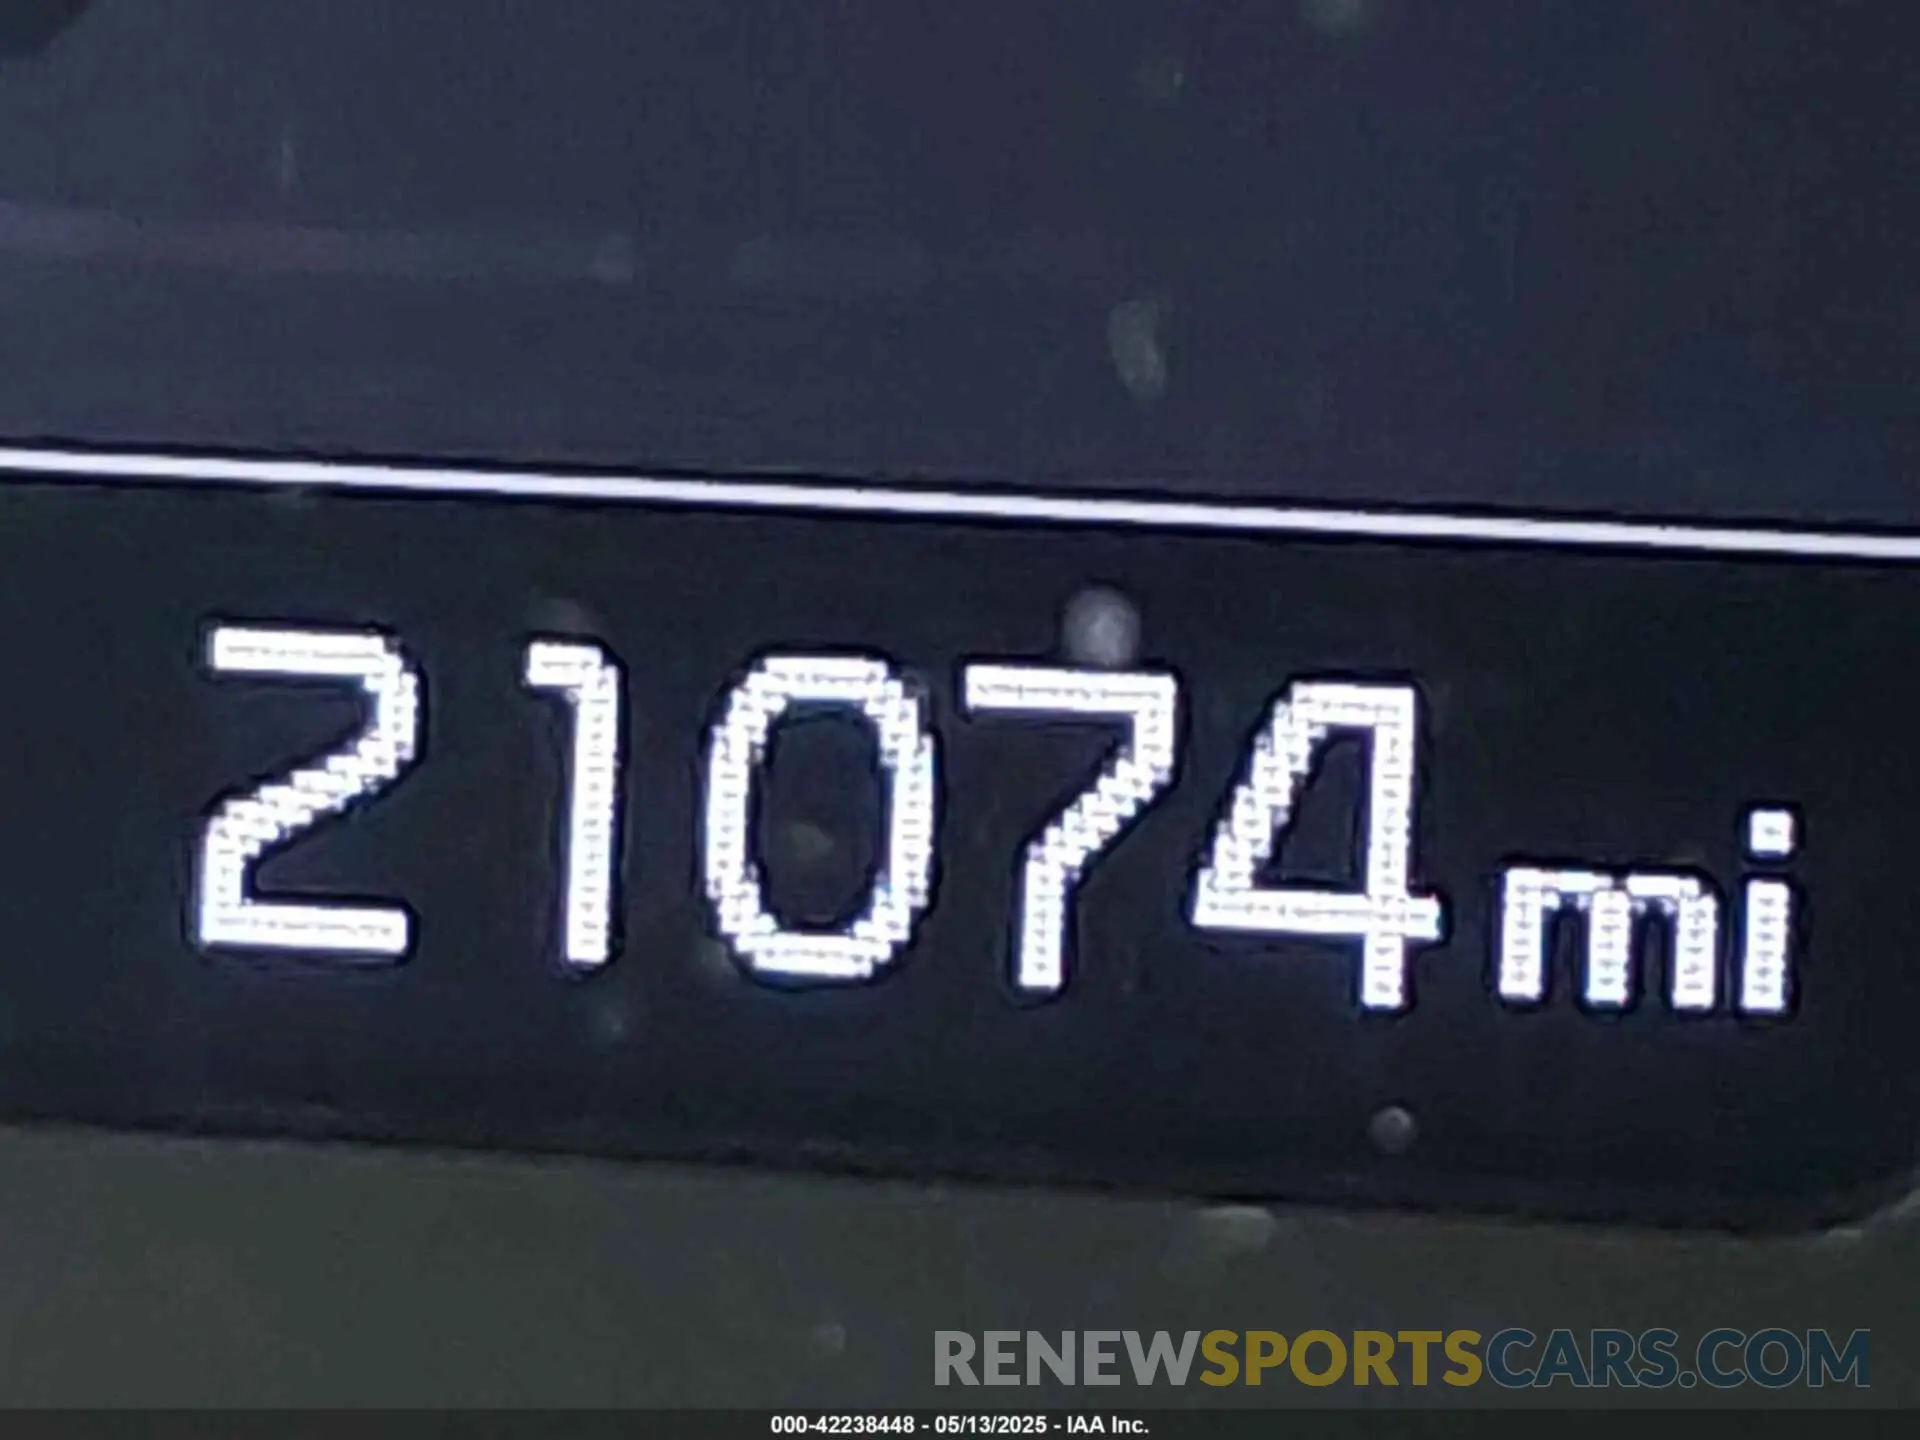 21074mi
RENEWSPORTSCARS.COM
000-42238448 - 05/13/2025 - IAA Inc.